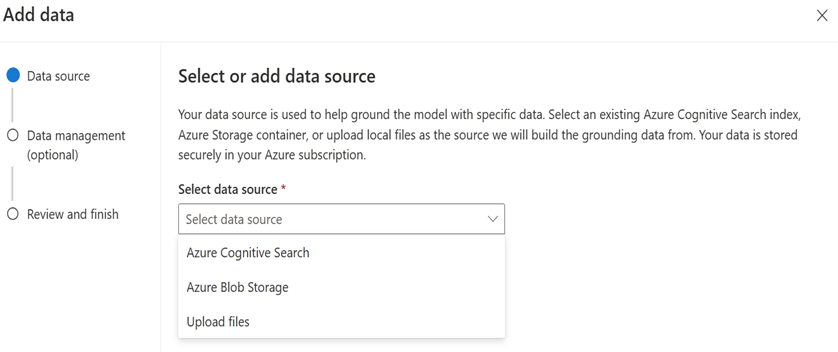 Add data
Data source
Data management
(optional)
Review and finish
Select or add data source
Your data source is used to help ground the model with specific data. Select an existing Azure Cognitive Search index,
Azure Storage container, or upload local files as the source we will build the grounding data from. Your data is stored
securely in your Azure subscription.
Select data source *
Select data source
Azure Cognitive Search
Azure Blob Storage
Upload files